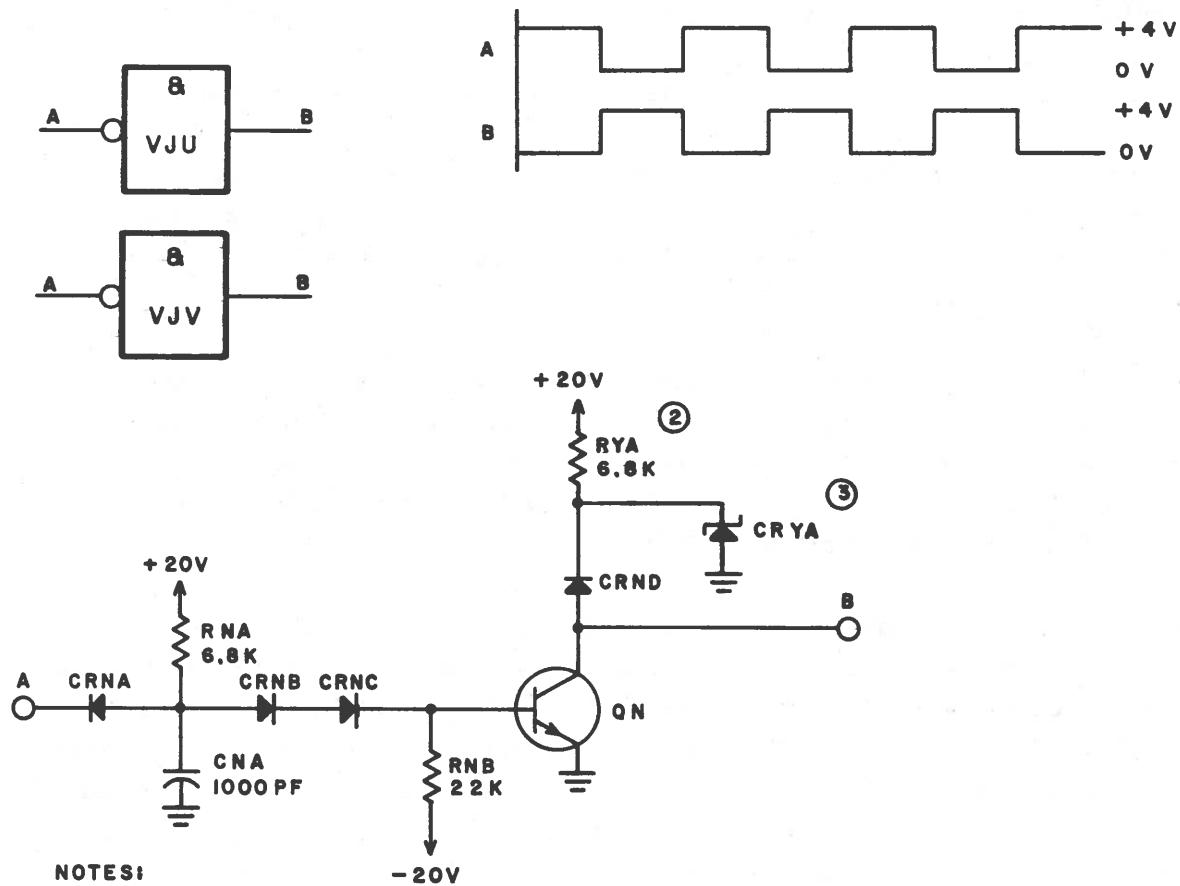 &
A
B
VJU
&
A
B
VJV
A
+4V
0V
B
+4V
0V
+20V
2
RYA
6.8K
3
CRYA
+20V
CRND
B
RNA
6.8K
A
CRNA
CRNB
CRNC
QN
CNA
1000PF
RNB
22K
-20V
NOTES: